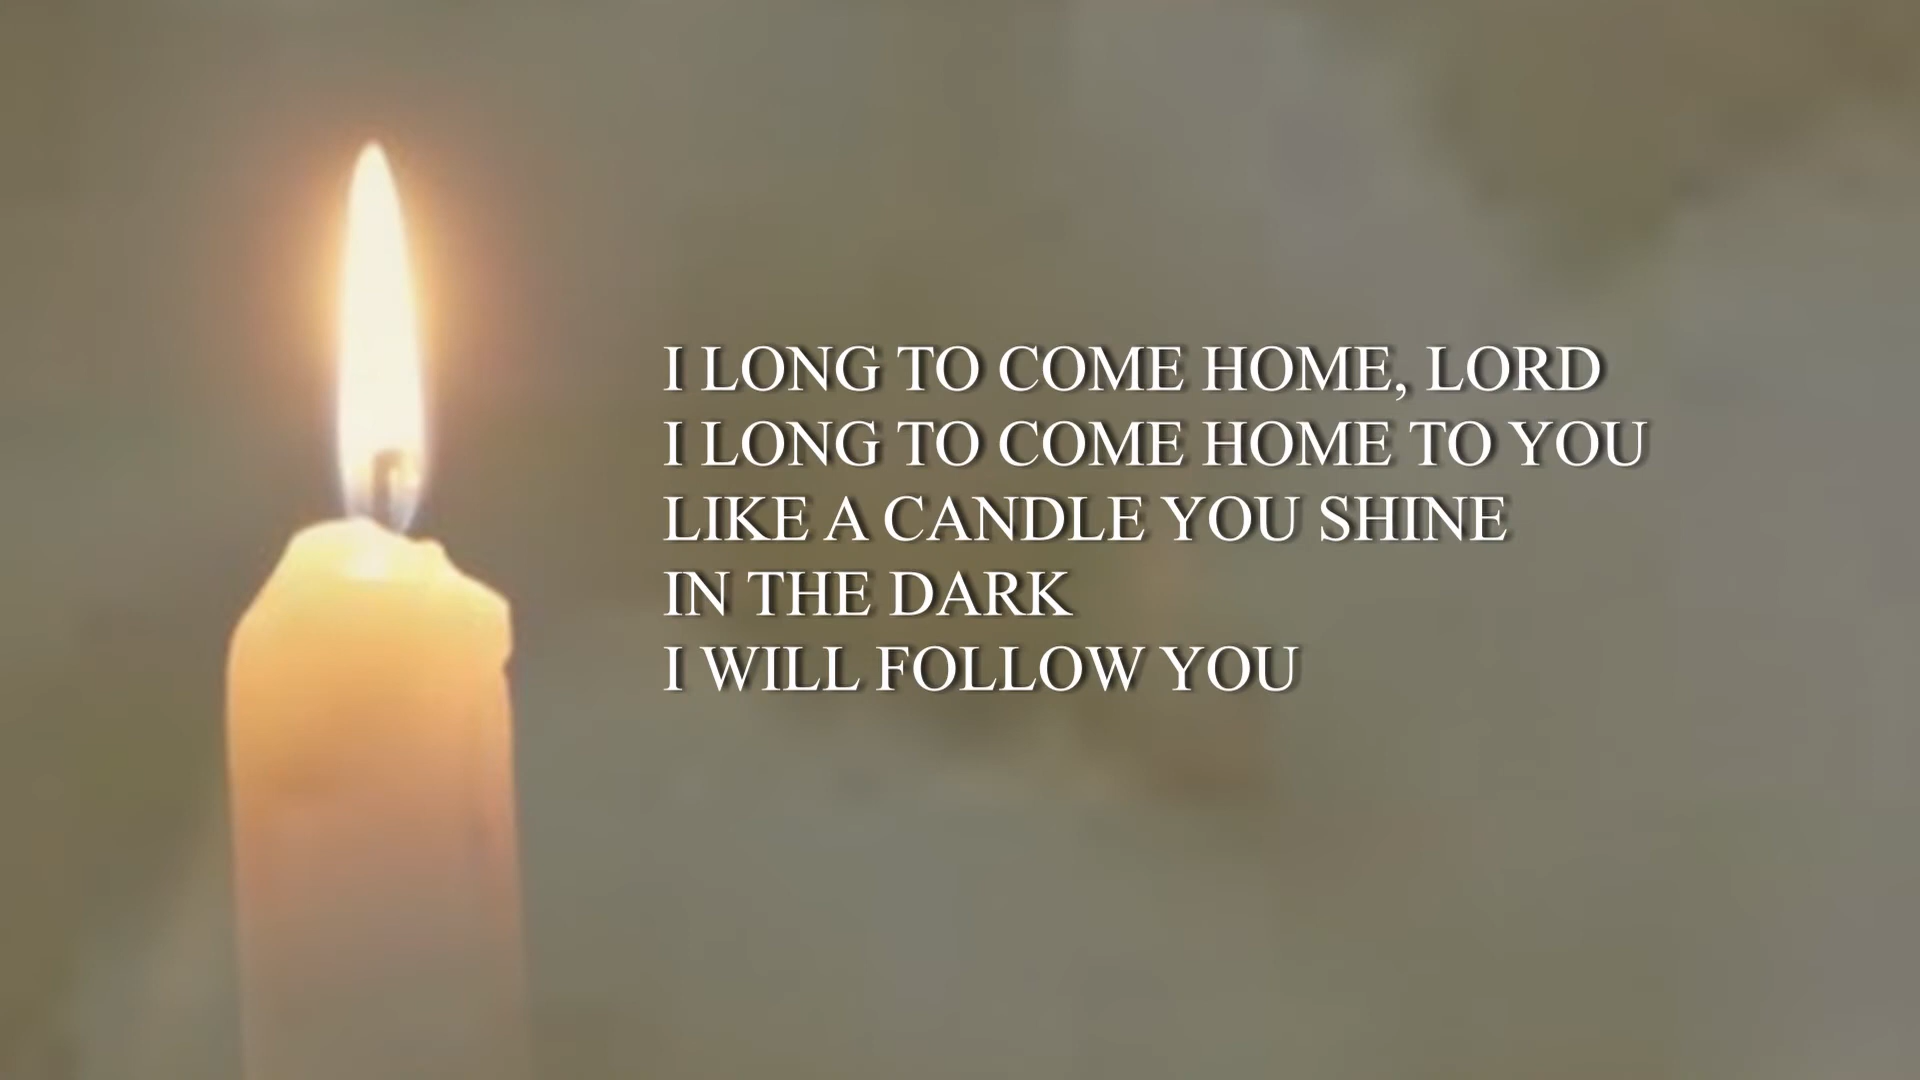 I LONG TO COME HOME, LORD
I LONG TO COME HOME TO YOU
LIKE A CANDLE YOU SHINE
IN THE DARK
I WILL FOLLOW YOU